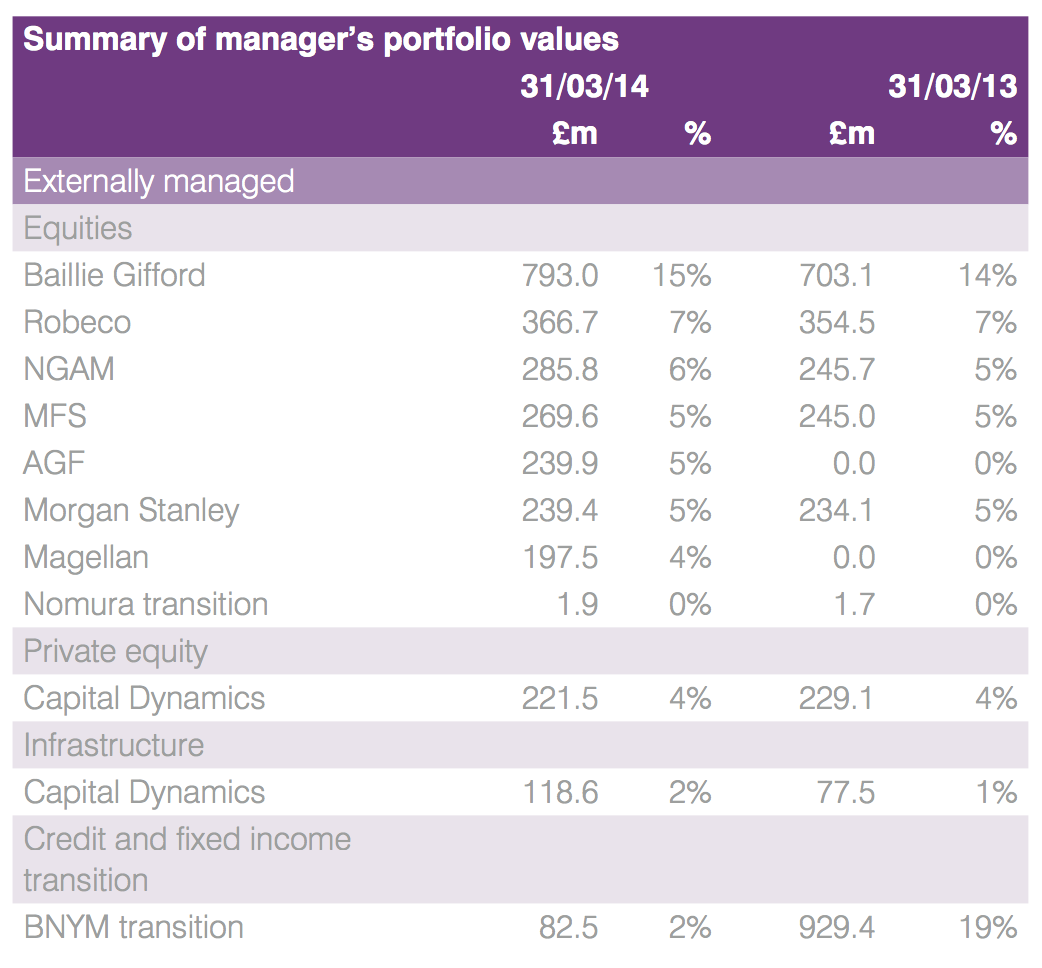 Summary of manager's portfolio values
31/03/14 31/03/13
£m % £m %
Externally managed
Equities
Baillie Gifford 793.0 15% 703.1 14%
Robeco 366.7 7% 354.5 7%
NGAM 285.8 6% 245.7 5%
MFS 269.6 5% 245.0 5%
AGF 239.9 5% 0.0 0%
Morgan Stanley 239.4 5% 234.1 5%
Magellan 197.5 4% 0.0 0%
Nomura transition 1.9 0% 1.7 0%
Private equity
Capital Dynamics 221.5 4% 229.1 4%
Infrastructure
Capital Dynamics 118.6 2% 77.5 1%
Credit and fixed income
transition
BNYM transition 82.5 2% 929.4 19%